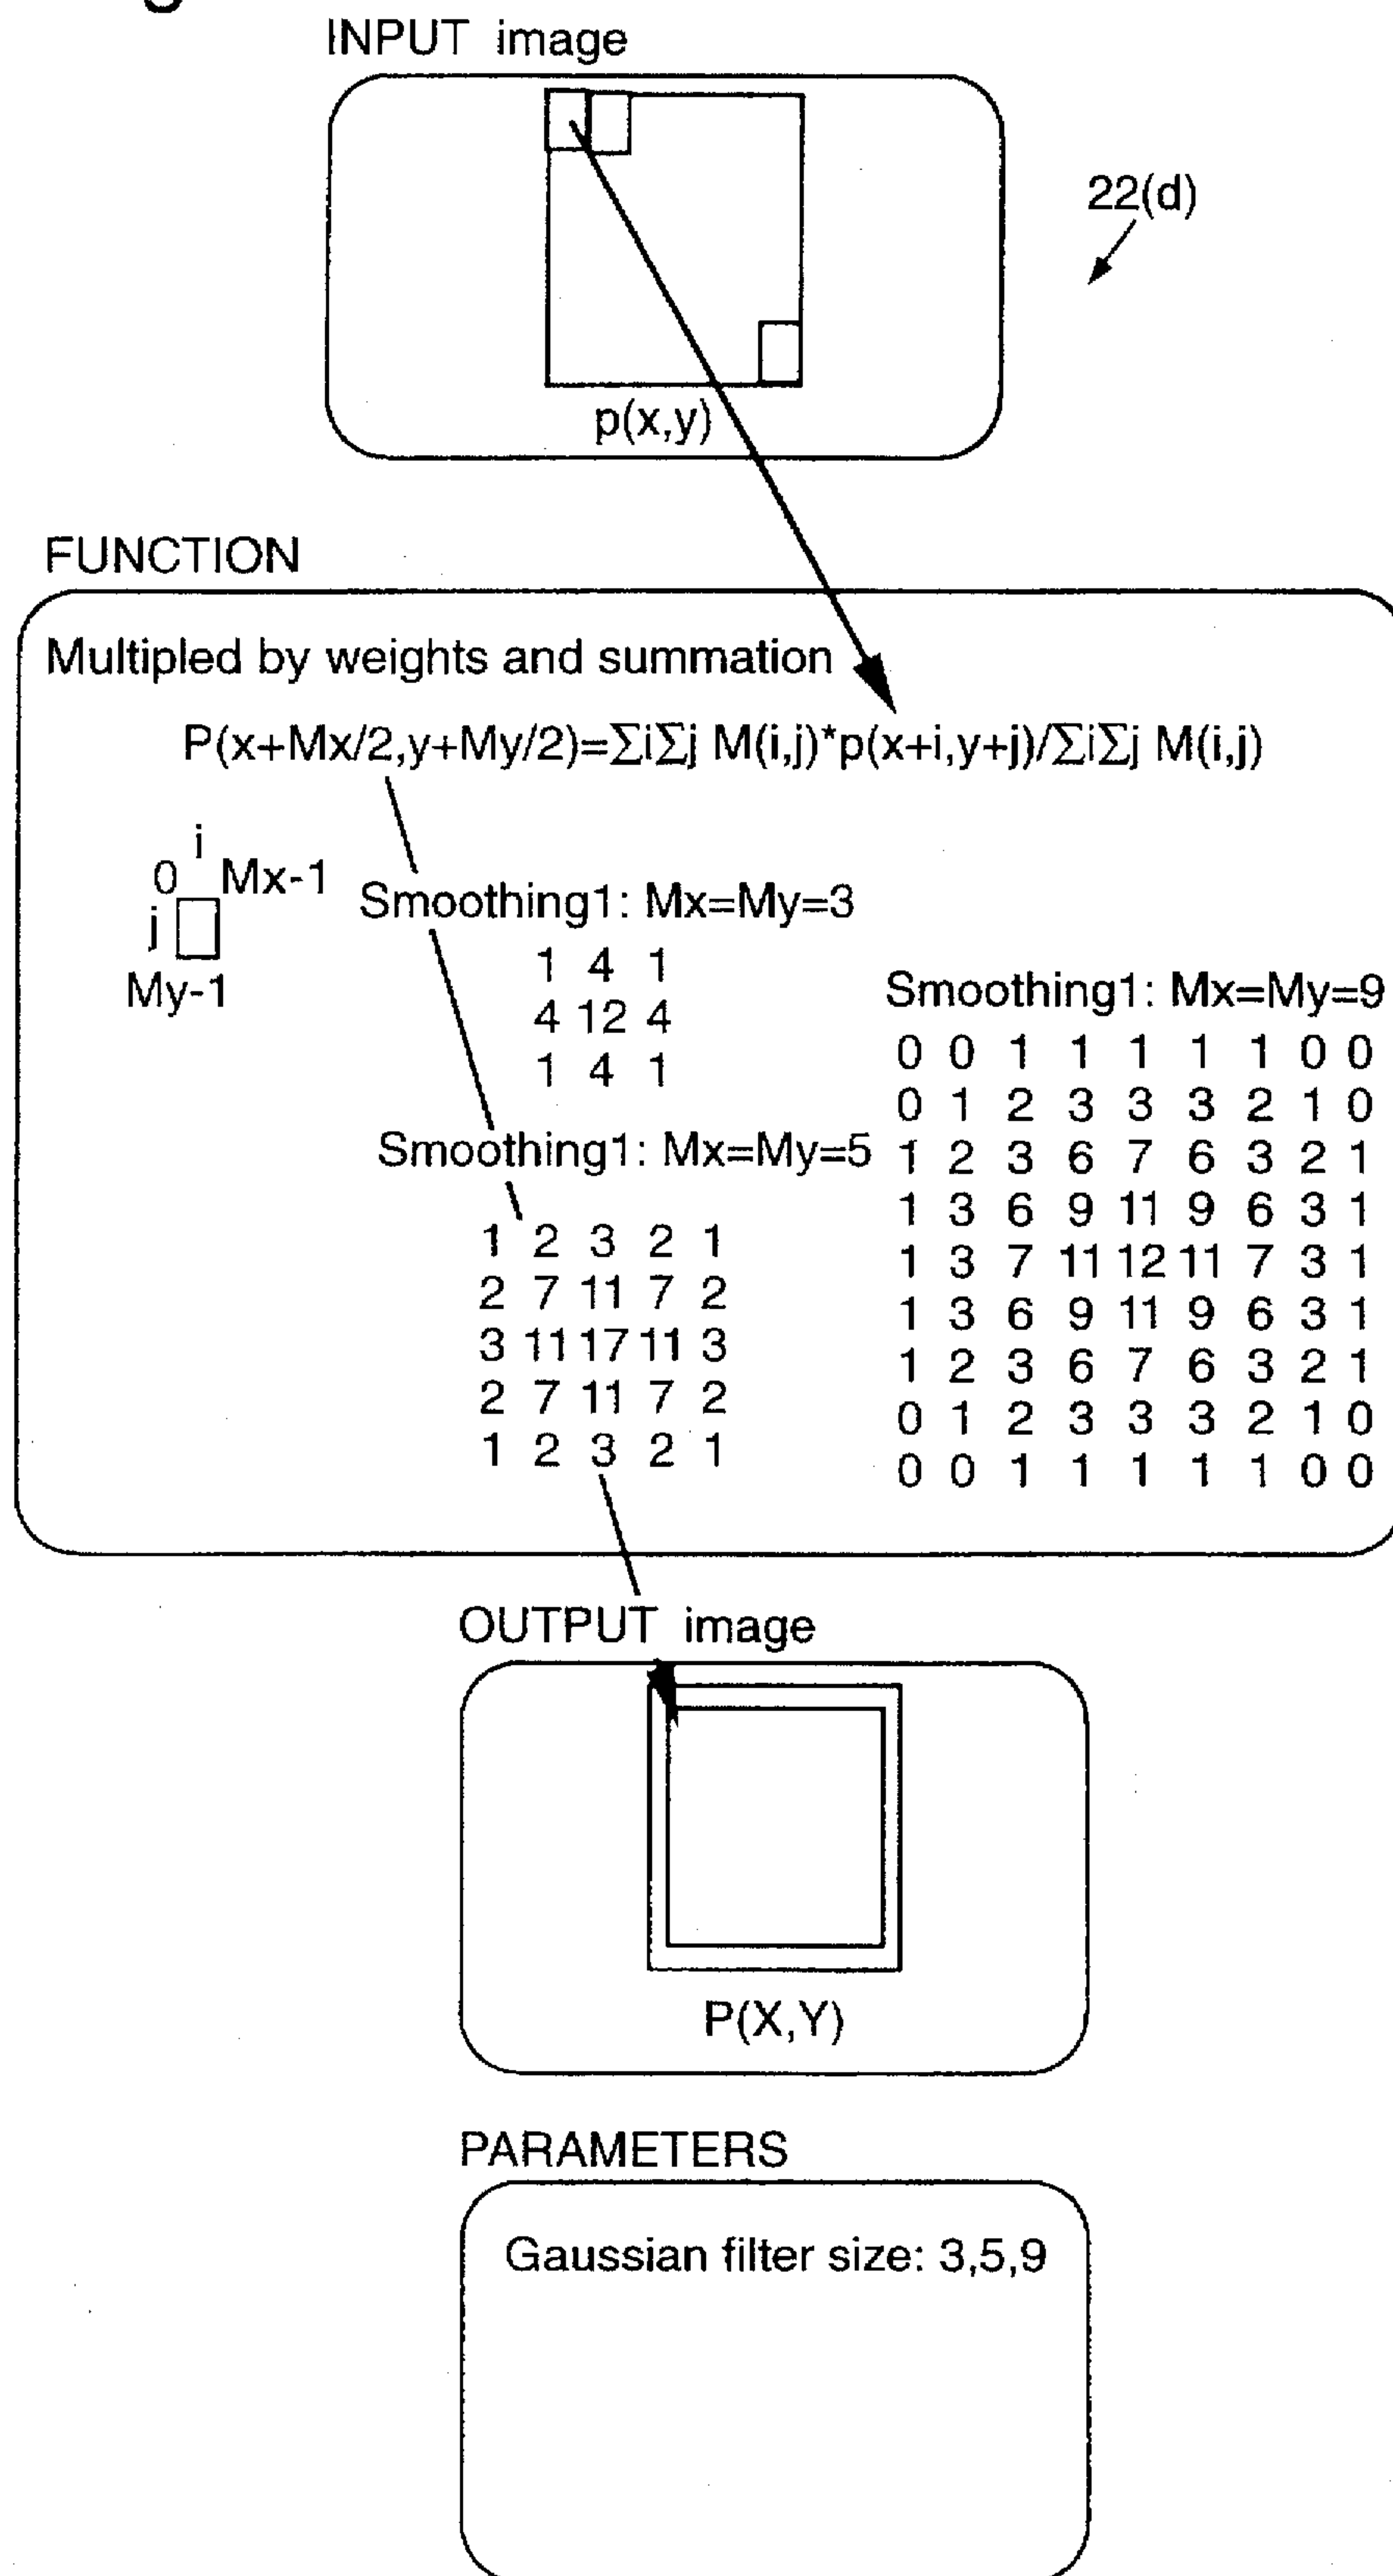 INPUT image
22(d)
p(x,y)
FUNCTION
Multipled by weights and summation
P(x+Mx/2,y+My/2)=ΣiΣj M(i,j)*p(x+i,y+j)/ΣiΣj M(i,j)
i
0 Mx-1
j
My-1
Smoothing1: Mx=My=3
1 4 1
4 12 4
1 4 1
Smoothing1: Mx=My=5
1 2 3 2 1
2 7 11 7 2
3 11 17 11 3
2 7 11 7 2
1 2 3 2 1
Smoothing1: Mx=My=9
0 0 1 1 1 1 1 0 0
0 1 2 3 3 3 2 1 0
1 2 3 6 7 6 3 2 1
1 3 6 9 11 9 6 3 1
1 3 7 11 12 11 7 3 1
1 3 6 9 11 9 6 3 1
1 2 3 6 7 6 3 2 1
0 1 2 3 3 3 2 1 0
0 0 1 1 1 1 1 0 0
OUTPUT image
P(X,Y)
PARAMETERS
Gaussian filter size: 3,5,9